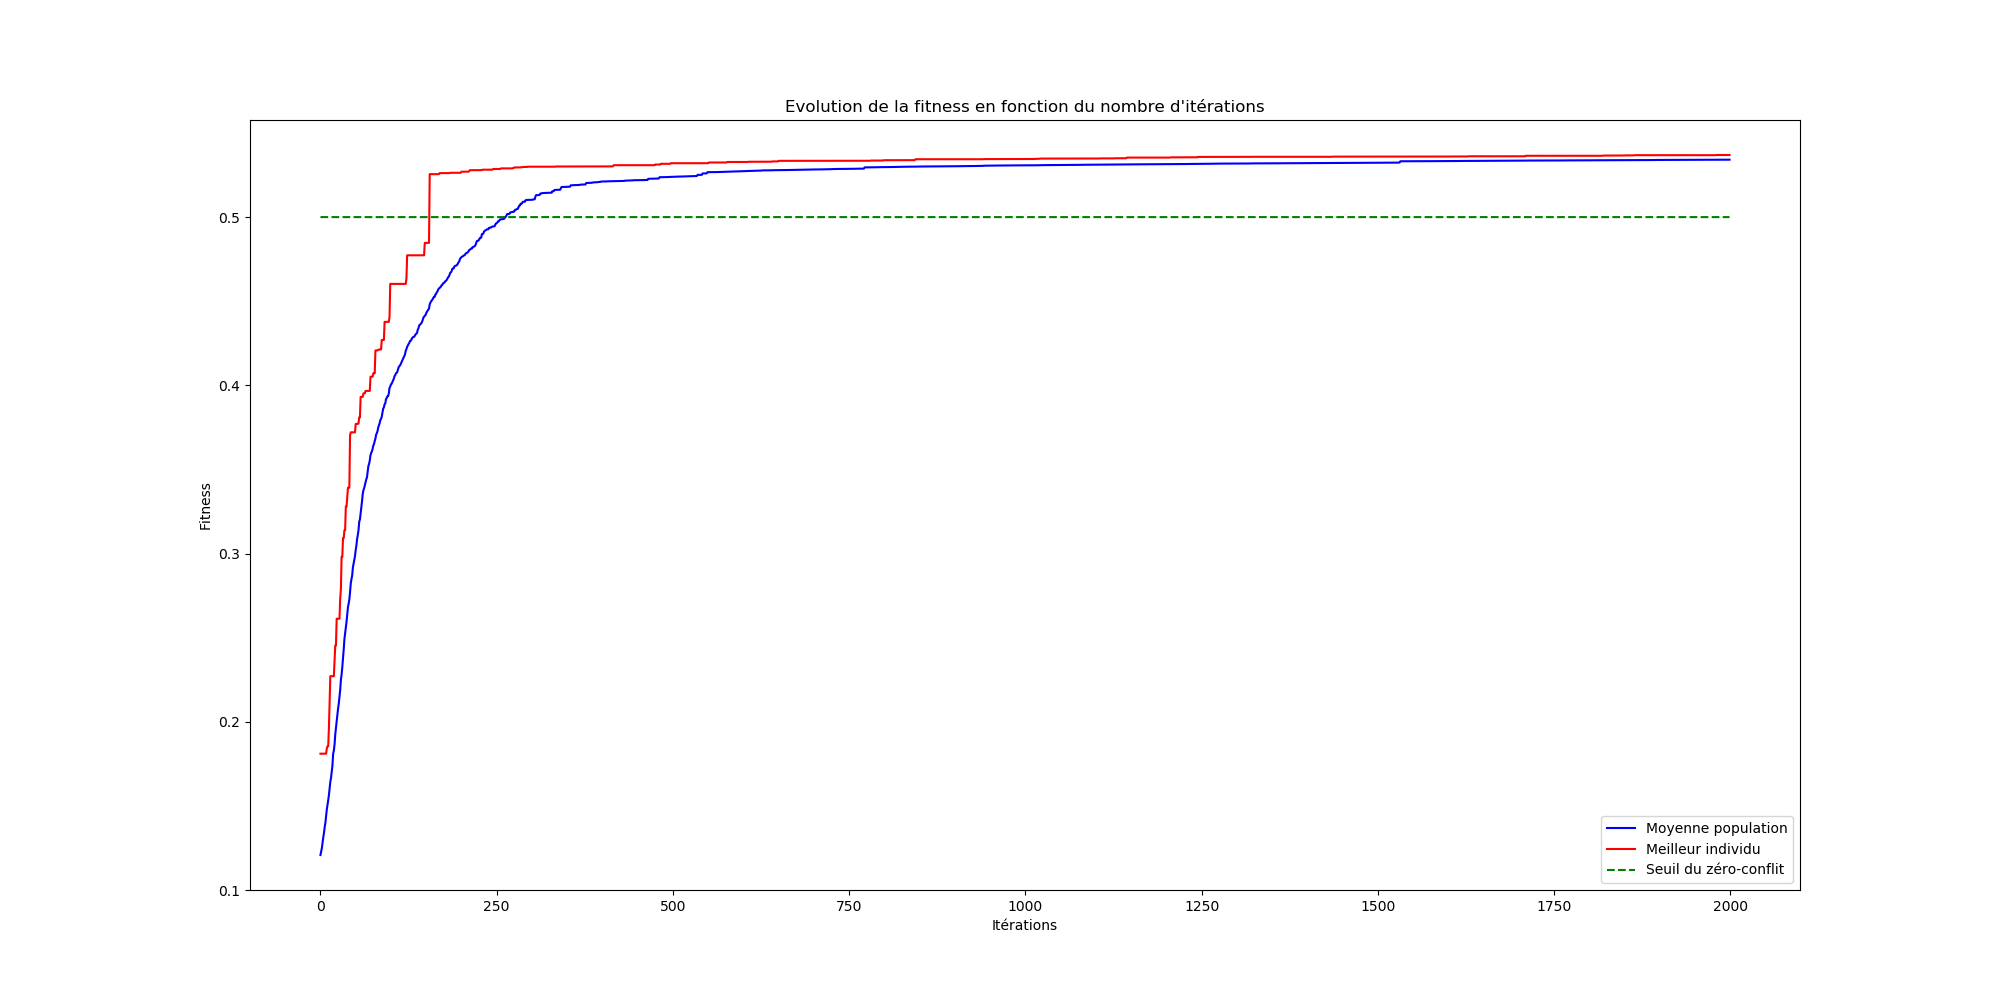 Evolution de la fitness en fonction du nombre d'itérations
Fitness
0.5
0.4
0.3
0.2
0.1
0 250 500 750 1000 1250 1500 1750 2000
Itérations
Moyenne population
Meilleur individu
Seuil du zéro-conflit